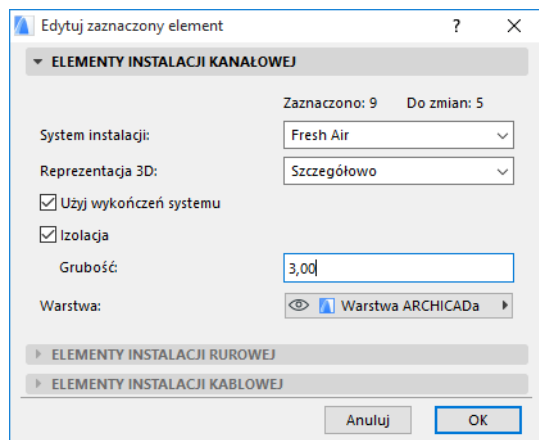 Edytuj zaznaczony element ? ×
ELEMENTY INSTALACJI KANAŁOWEJ
Zaznaczono: 9 Do zmian: 5
System instalacji: Fresh Air
Reprezentacja 3D: Szczegółowo
Użyj wykończeń systemu
Izolacja
Grubość: 3,00
Warstwa: Warstwa ARCHICADa
ELEMENTY INSTALACJI RUROWEJ
ELEMENTY INSTALACJI KABLOWEJ
Anuluj OK